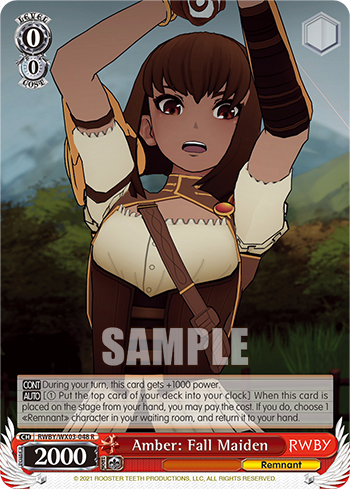 LEVEL
0
0
COST
SAMPLE
CONT During your turn, this card gets +1000 power.
AUTO [① Put the top card of your deck into your clock] When this card is
placed on the stage from your hand, you may pay the cost. If you do, choose 1
«Remnant» character in your waiting room, and return it to your hand.
CH RWBY/WX03-048 R
Amber: Fall Maiden
RWBY
POWER
2000
SOUL
Remnant
© 2021 ROOSTER TEETH PRODUCTIONS, LLC, ALL RIGHTS RESERVED.